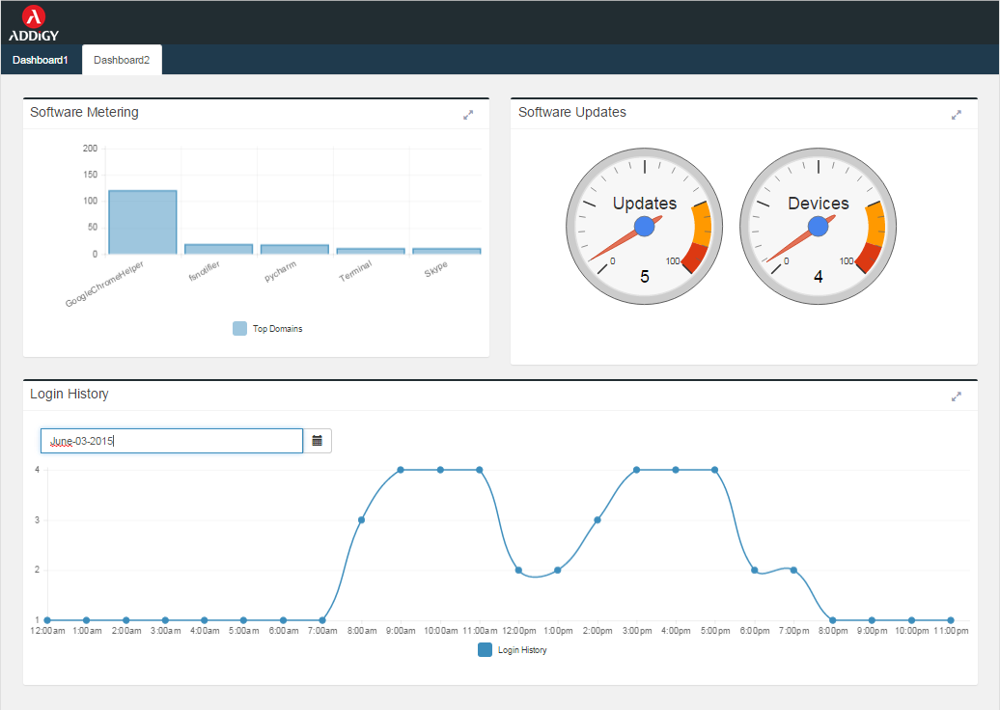 ADDiGY
Dashboard1 Dashboard2
Software Metering
200
150
100
50
0
GoogleChromeHelper fsnotifier pycharm Terminal Skype
Top Domains
Software Updates
Updates Devices
0 100 0 100
5 4
Login History
June-03-2015
4
3
2
1
12:00am 1:00am 2:00am 3:00am 4:00am 5:00am 6:00am 7:00am 8:00am 9:00am 10:00am 11:00am 12:00pm 1:00pm 2:00pm 3:00pm 4:00pm 5:00pm 6:00pm 7:00pm 8:00pm 9:00pm 10:00pm 11:00pm
Login History